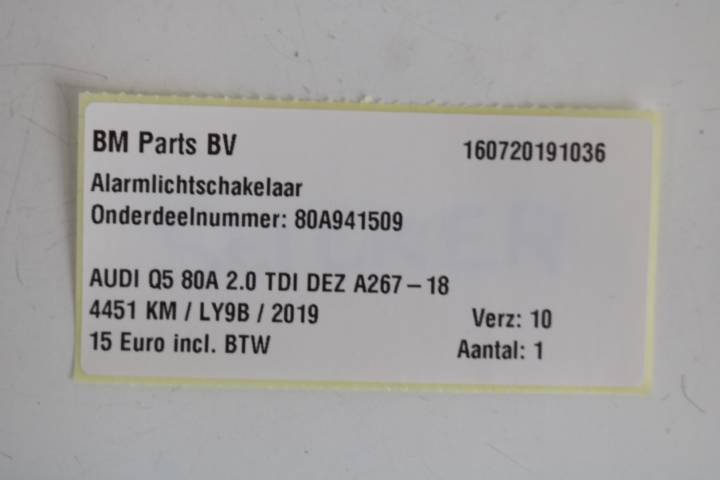 BM Parts BV 160720191036
Alarmlichtschakelaar
Onderdeelnummer: 80A941509
AUDI Q5 80A 2.0 TDI DEZ A267-18
4451 KM / LY9B / 2019 Verz: 10
15 Euro incl. BTW Aantal: 1